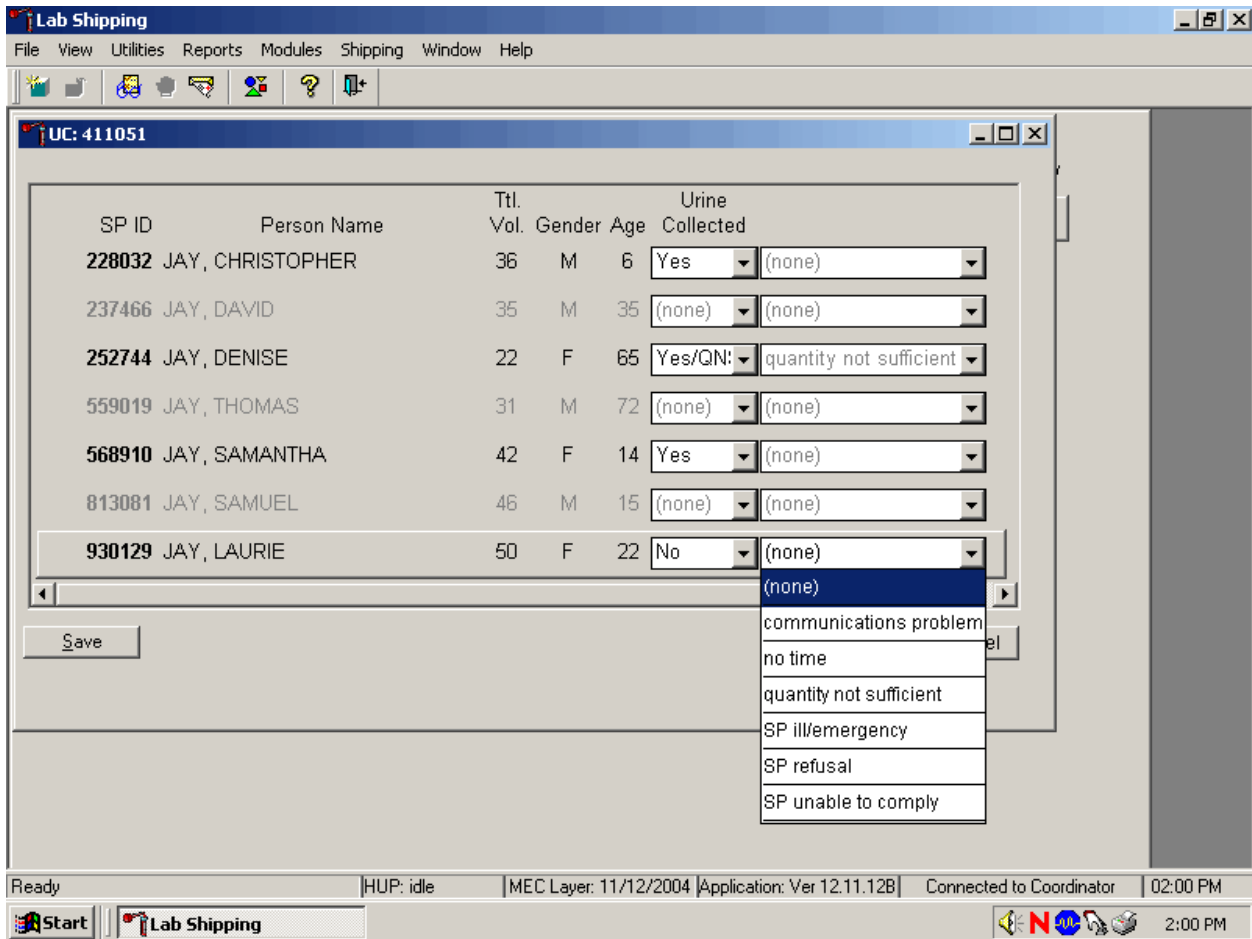 Lab Shipping
File View Utilities Reports Modules Shipping Window Help
UC: 411051
Ttl. Urine
SP ID Person Name Vol. Gender Age Collected
228032 JAY, CHRISTOPHER 36 M 6 Yes (none)
237466 JAY, DAVID 35 M 35 (none) (none)
252744 JAY, DENISE 22 F 65 Yes/QN quantity not sufficient
559019 JAY, THOMAS 31 M 72 (none) (none)
568910 JAY, SAMANTHA 42 F 14 Yes (none)
813081 JAY, SAMUEL 46 M 15 (none) (none)
930129 JAY, LAURIE 50 F 22 No (none)
(none)
communications problem
no time
quantity not sufficient
SP ill/emergency
SP refusal
SP unable to comply
Save el
Ready HUP: idle MEC Layer: 11/12/2004 Application: Ver 12.11.12B Connected to Coordinator 02:00 PM
Start Lab Shipping N 2:00 PM